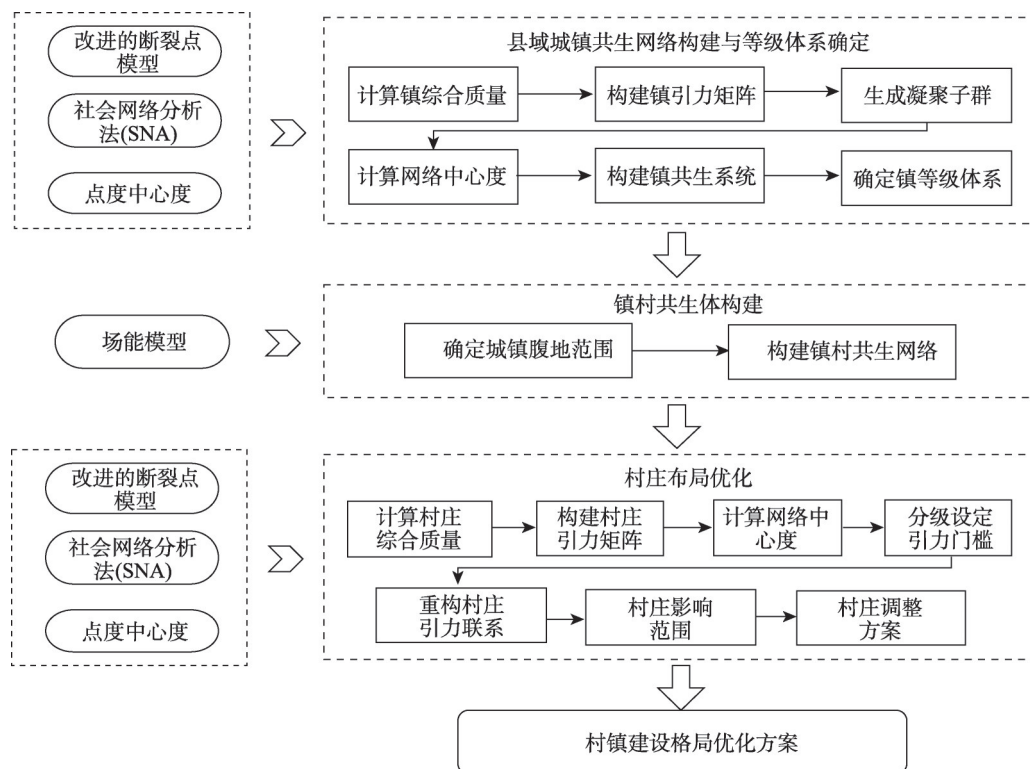 改进的断裂点
模型
社会网络分析
法(SNA)
点度中心度
县域城镇共生网络构建与等级体系确定
计算镇综合质量
构建镇引力矩阵
生成凝聚子群
计算网络中心度
构建镇共生系统
确定镇等级体系
场能模型
镇村共生体构建
确定城镇腹地范围
构建镇村共生网络
改进的断裂点
模型
社会网络分析
法(SNA)
点度中心度
村庄布局优化
计算村庄
综合质量
构建村庄
引力矩阵
计算网络中
心度
分级设定
引力门槛
重构村庄
引力联系
村庄影响
范围
村庄调整
方案
村镇建设格局优化方案